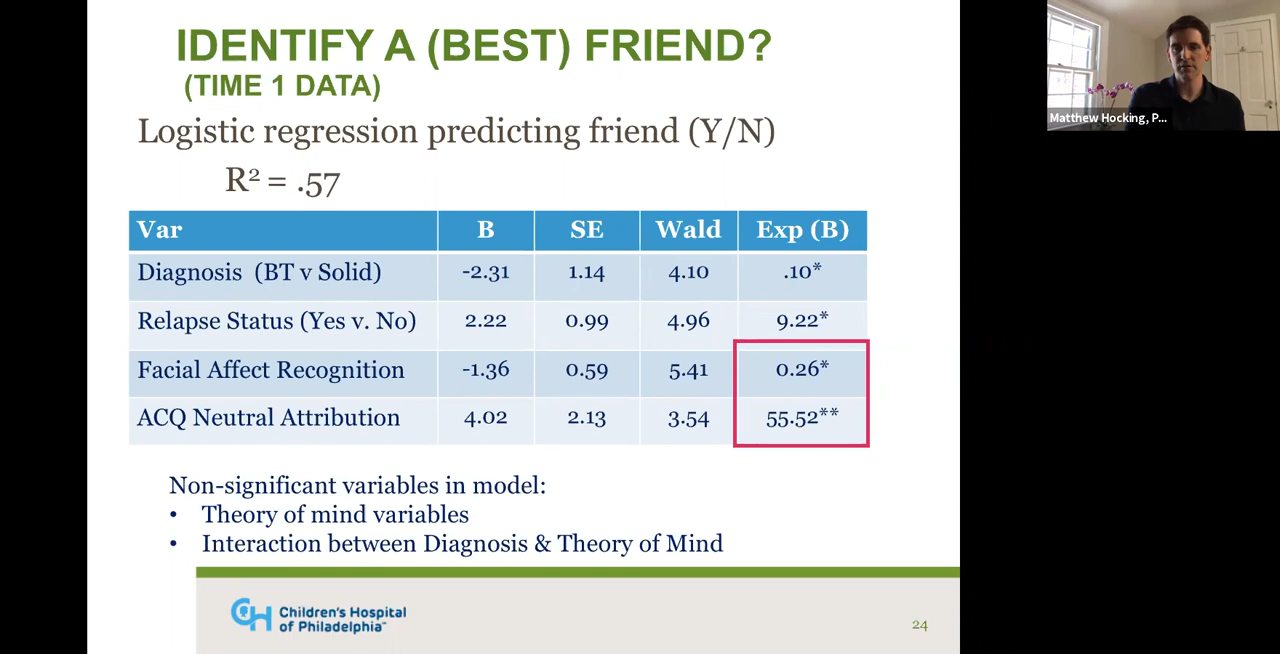 IDENTIFY A (BEST) FRIEND?
(TIME 1 DATA)
Logistic regression predicting friend (Y/N)
R² = .57
Var B SE Wald Exp (B)
Diagnosis (BT v Solid) -2.31 1.14 4.10 .10*
Relapse Status (Yes v. No) 2.22 0.99 4.96 9.22*
Facial Affect Recognition -1.36 0.59 5.41 0.26*
ACQ Neutral Attribution 4.02 2.13 3.54 55.52**
Non-significant variables in model:
• Theory of mind variables
• Interaction between Diagnosis & Theory of Mind
CH Children's Hospital
of Philadelphia™
24
Matthew Hocking, P...